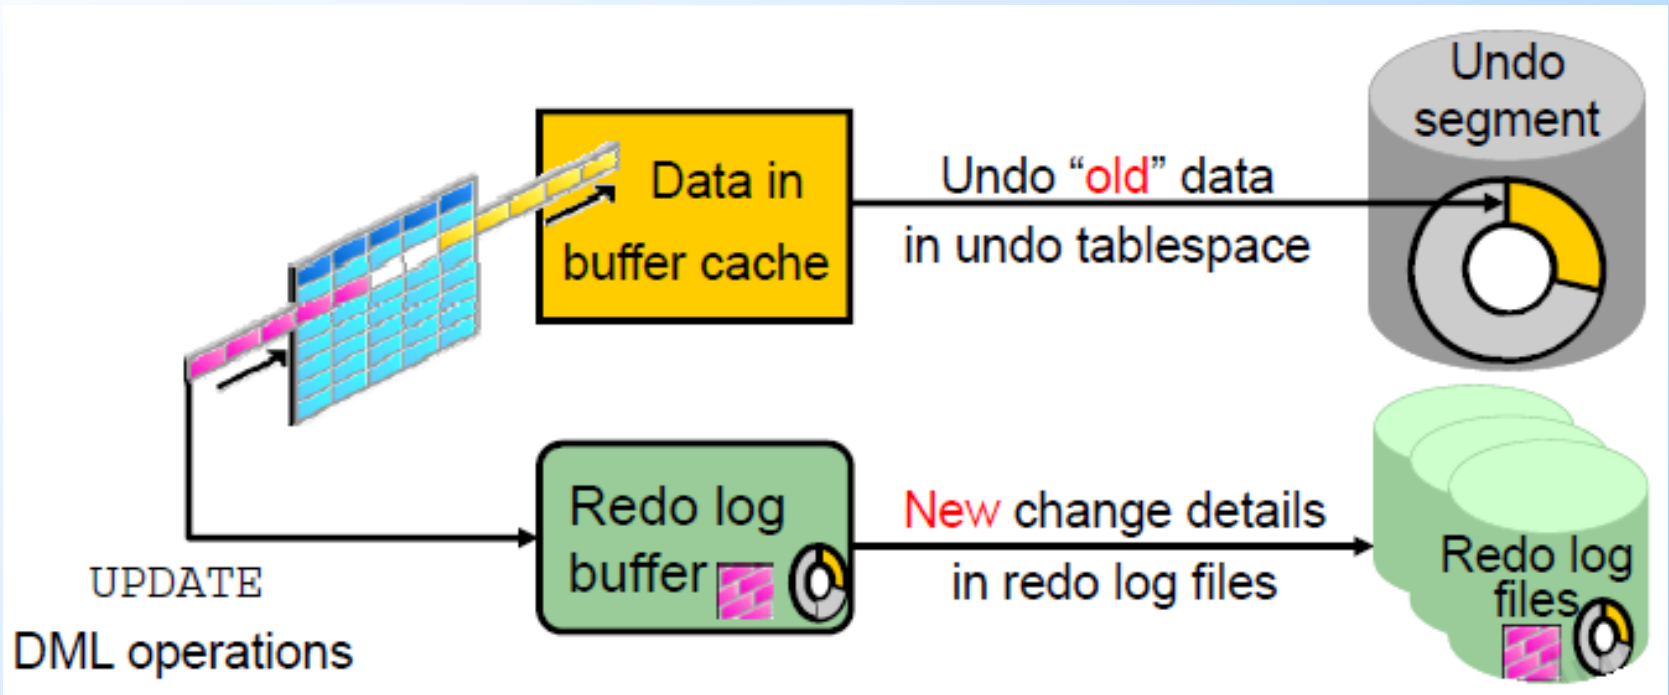 Undo
segment
Data in
buffer cache
Undo “old” data
in undo tablespace
Redo log
buffer
New change details
in redo log files
Redo log
files
UPDATE
DML operations